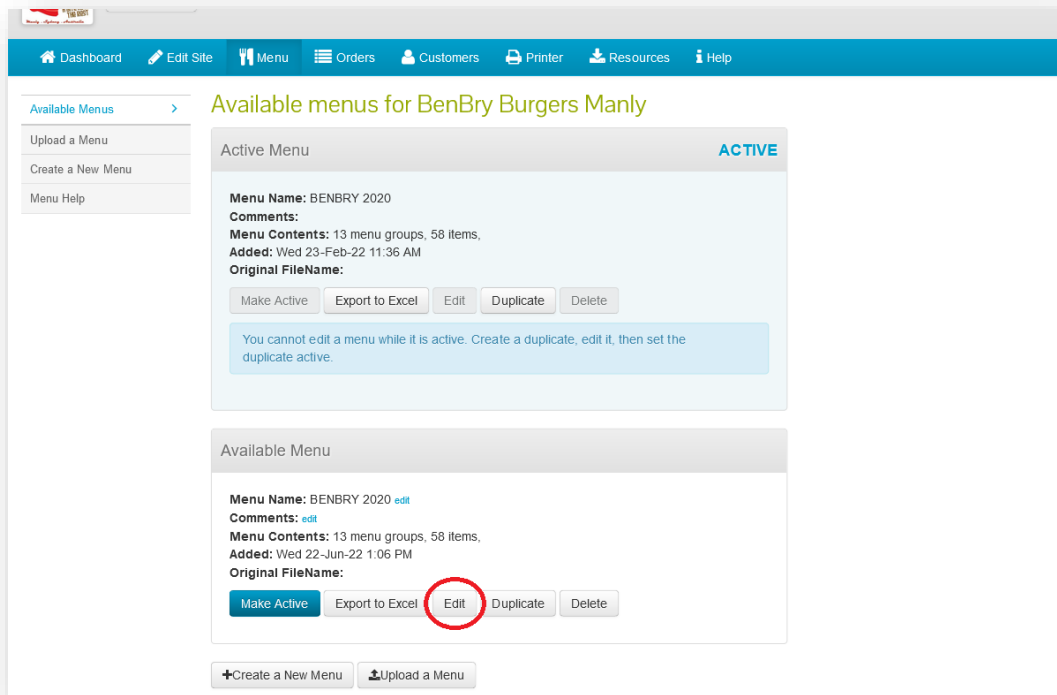 Manly - Sydney - Australia
Dashboard Edit Site Menu Orders Customers Printer Resources Help
Available Menus
Upload a Menu
Create a New Menu
Menu Help
Available menus for BenBry Burgers Manly
Active Menu ACTIVE
Menu Name: BENBRY 2020
Comments:
Menu Contents: 13 menu groups, 58 items,
Added: Wed 23-Feb-22 11:36 AM
Original FileName:
Make Active Export to Excel Edit Duplicate Delete
You cannot edit a menu while it is active. Create a duplicate, edit it, then set the
duplicate active.
Available Menu
Menu Name: BENBRY 2020 edit
Comments: edit
Menu Contents: 13 menu groups, 58 items,
Added: Wed 22-Jun-22 1:06 PM
Original FileName:
Make Active Export to Excel Edit Duplicate Delete
+Create a New Menu Upload a Menu